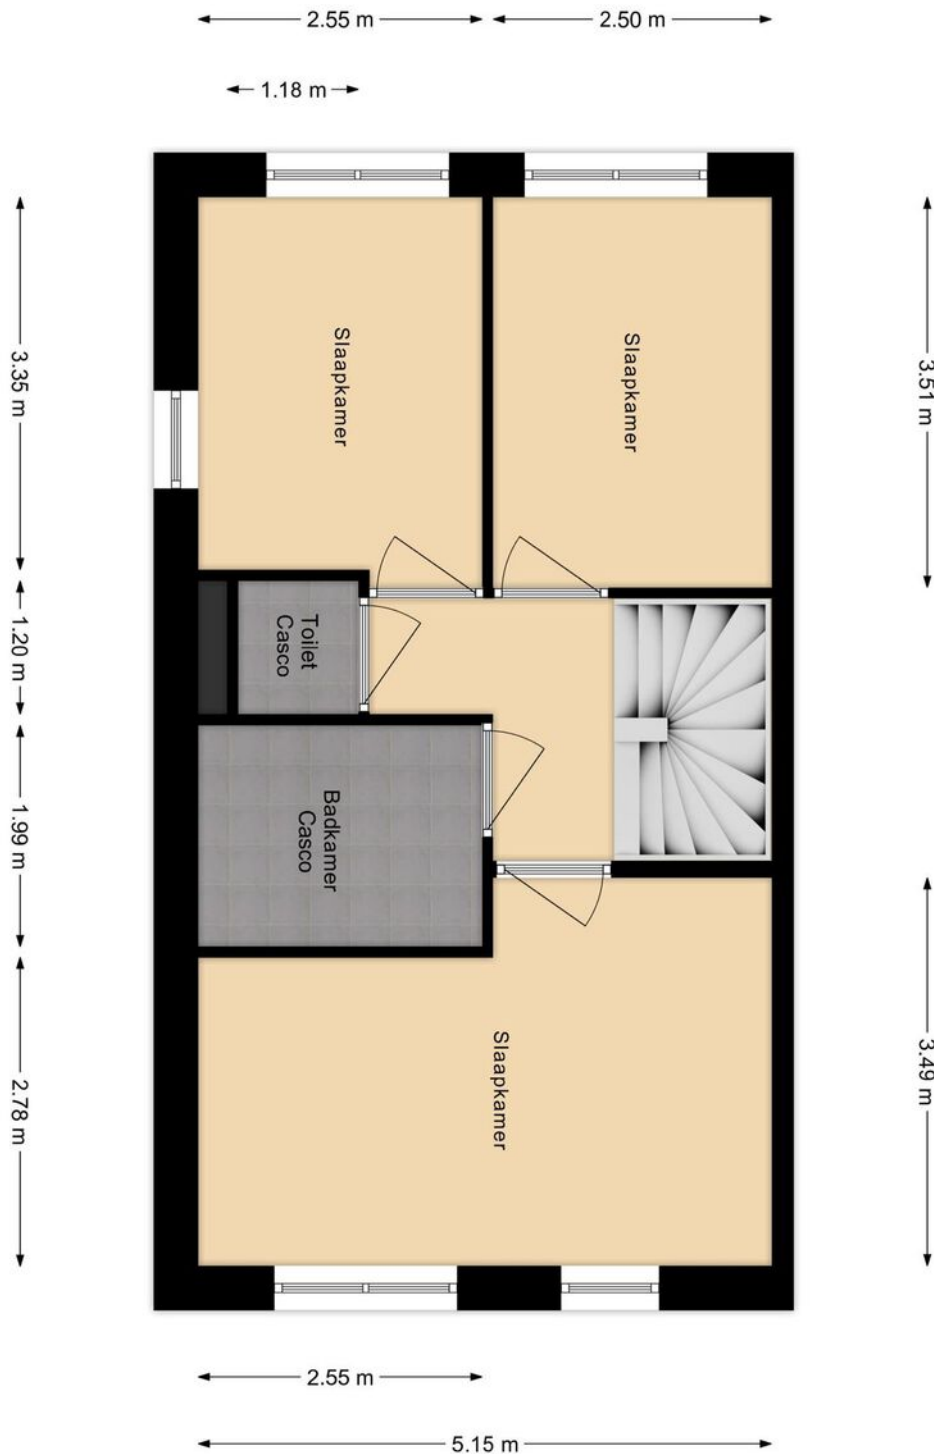 2.55 m
2.50 m
1.18 m
3.35 m
3.51 m
Slaapkamer
Slaapkamer
1.20 m
Toilet
Casco
1.99 m
Badkamer
Casco
2.78 m
3.49 m
Slaapkamer
2.55 m
5.15 m